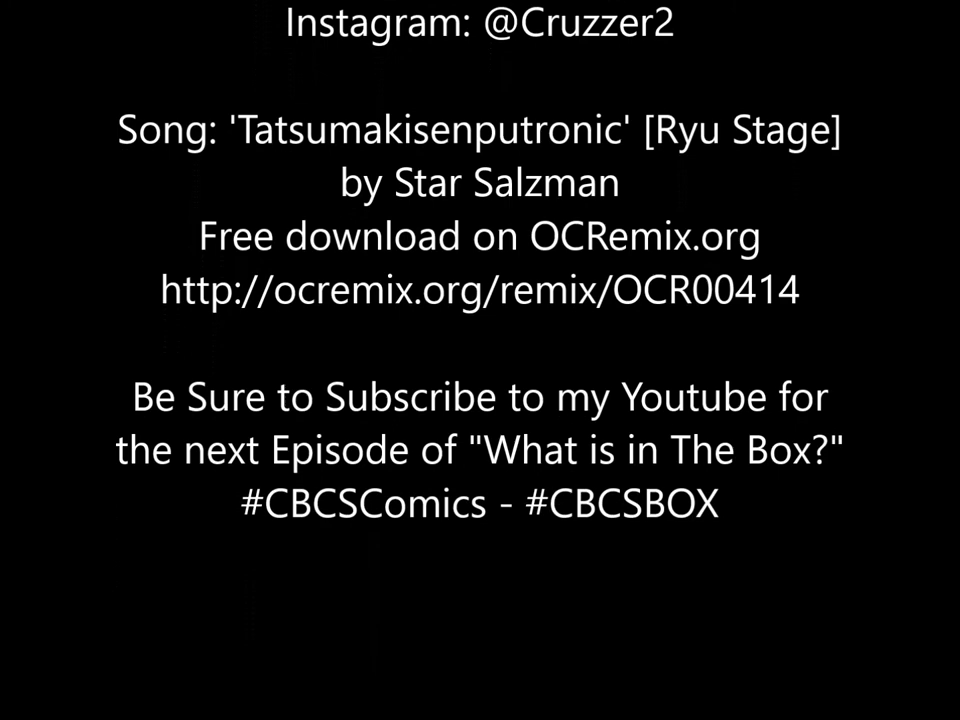 Instagram: @Cruzzer2
Song: 'Tatsumakisenputronic' [Ryu Stage]
by Star Salzman
Free download on OCRemix.org
http://ocremix.org/remix/OCR00414
Be Sure to Subscribe to my Youtube for
the next Episode of "What is in The Box?"
#CBCSComics - #CBCSBOX